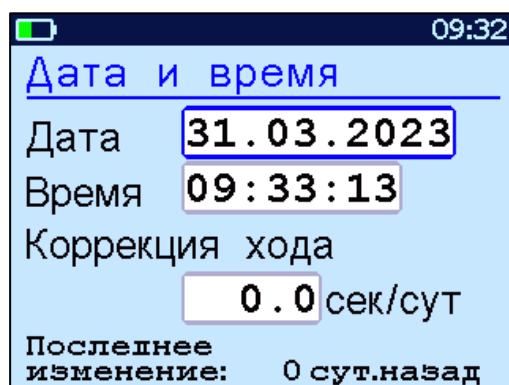 09:32
Дата и время
Дата 31.03.2023
Время 09:33:13
Коррекция хода
0.0 сек/сут
Последнее
изменение: 0 сут.назад